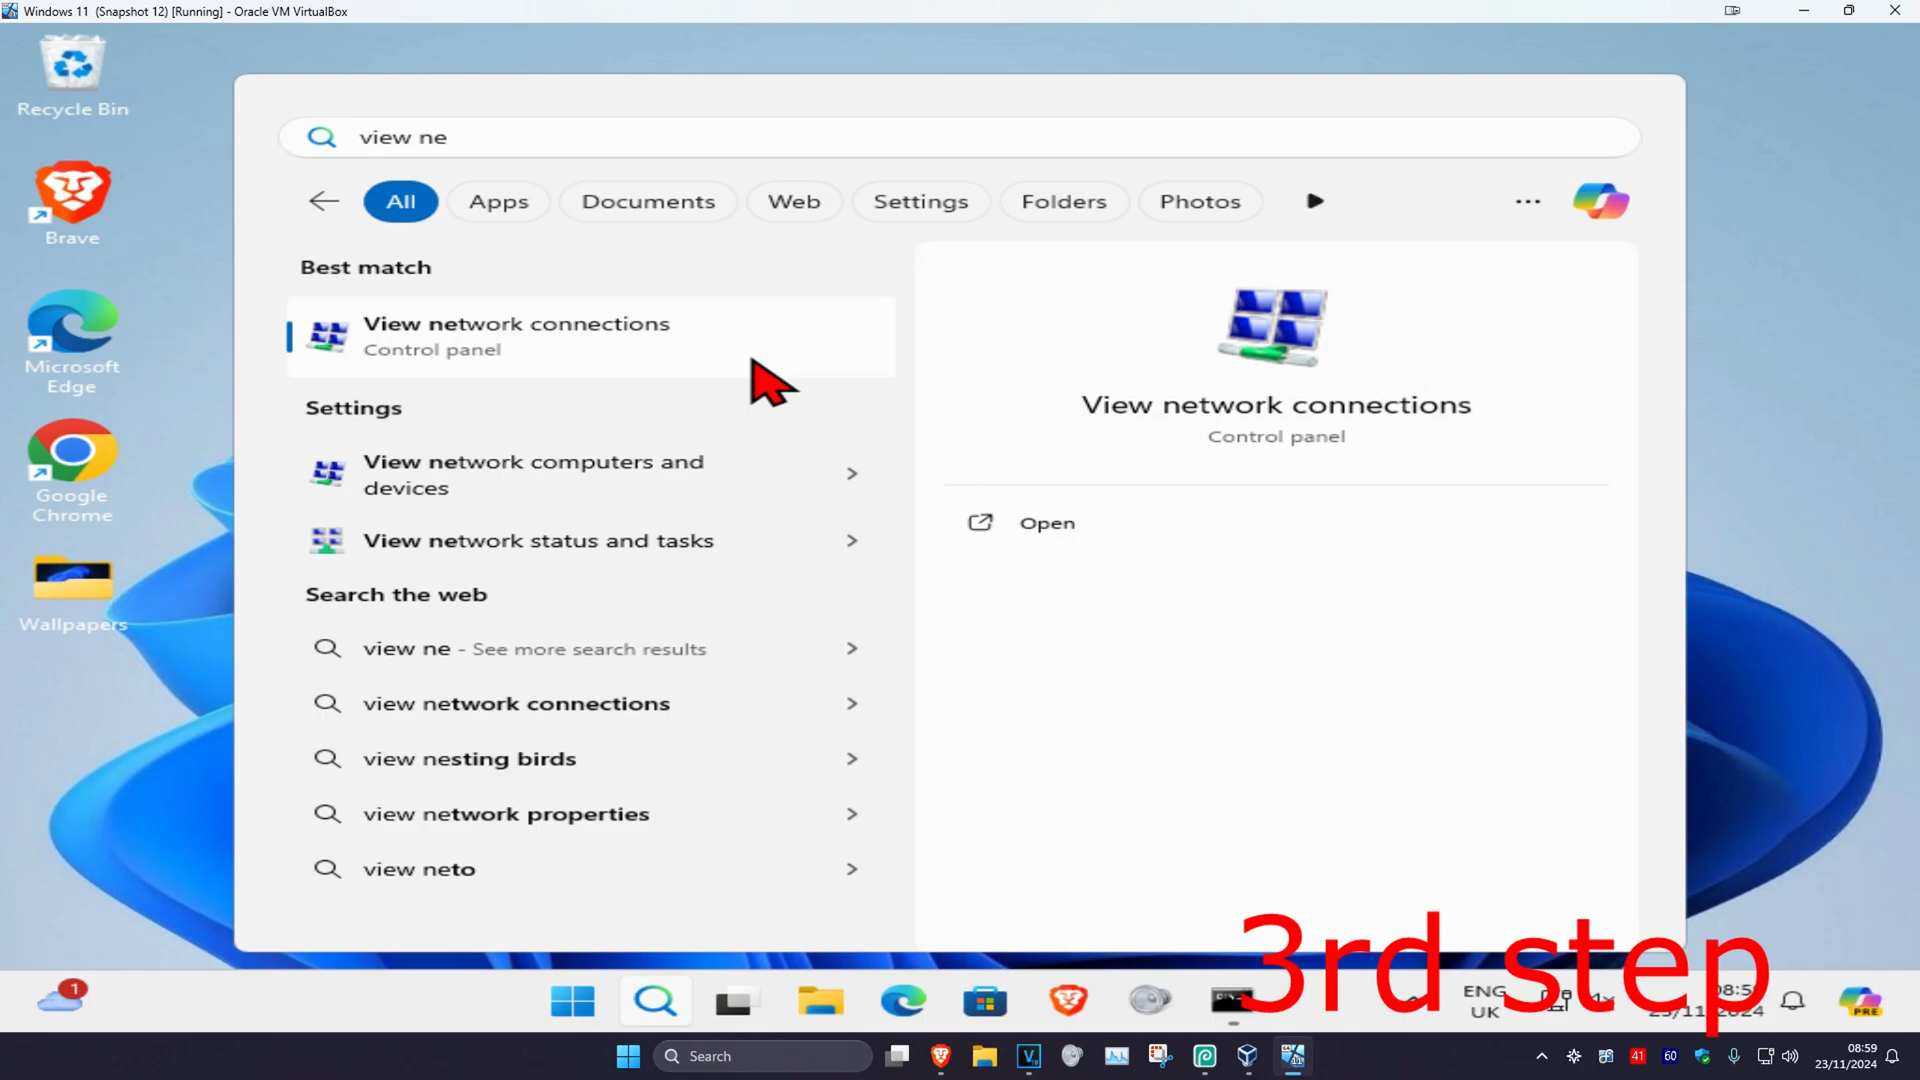 Windows 11 (Snapshot 12) [Running] - Oracle VM VirtualBox
Recycle Bin
Brave
Microsoft
Edge
Google
Chrome
Wallpapers
view ne
All
Apps
Documents
Web
Settings
Folders
Photos
Best match
View network connections
Control panel
Settings
View network computers and
devices
View network status and tasks
Search the web
view ne - See more search results
view network connections
view nesting birds
view network properties
view neto
View network connections
Control panel
Open
3rd step
1
ENG
UK
PRE
Search
41
60
08:59
23/11/2024